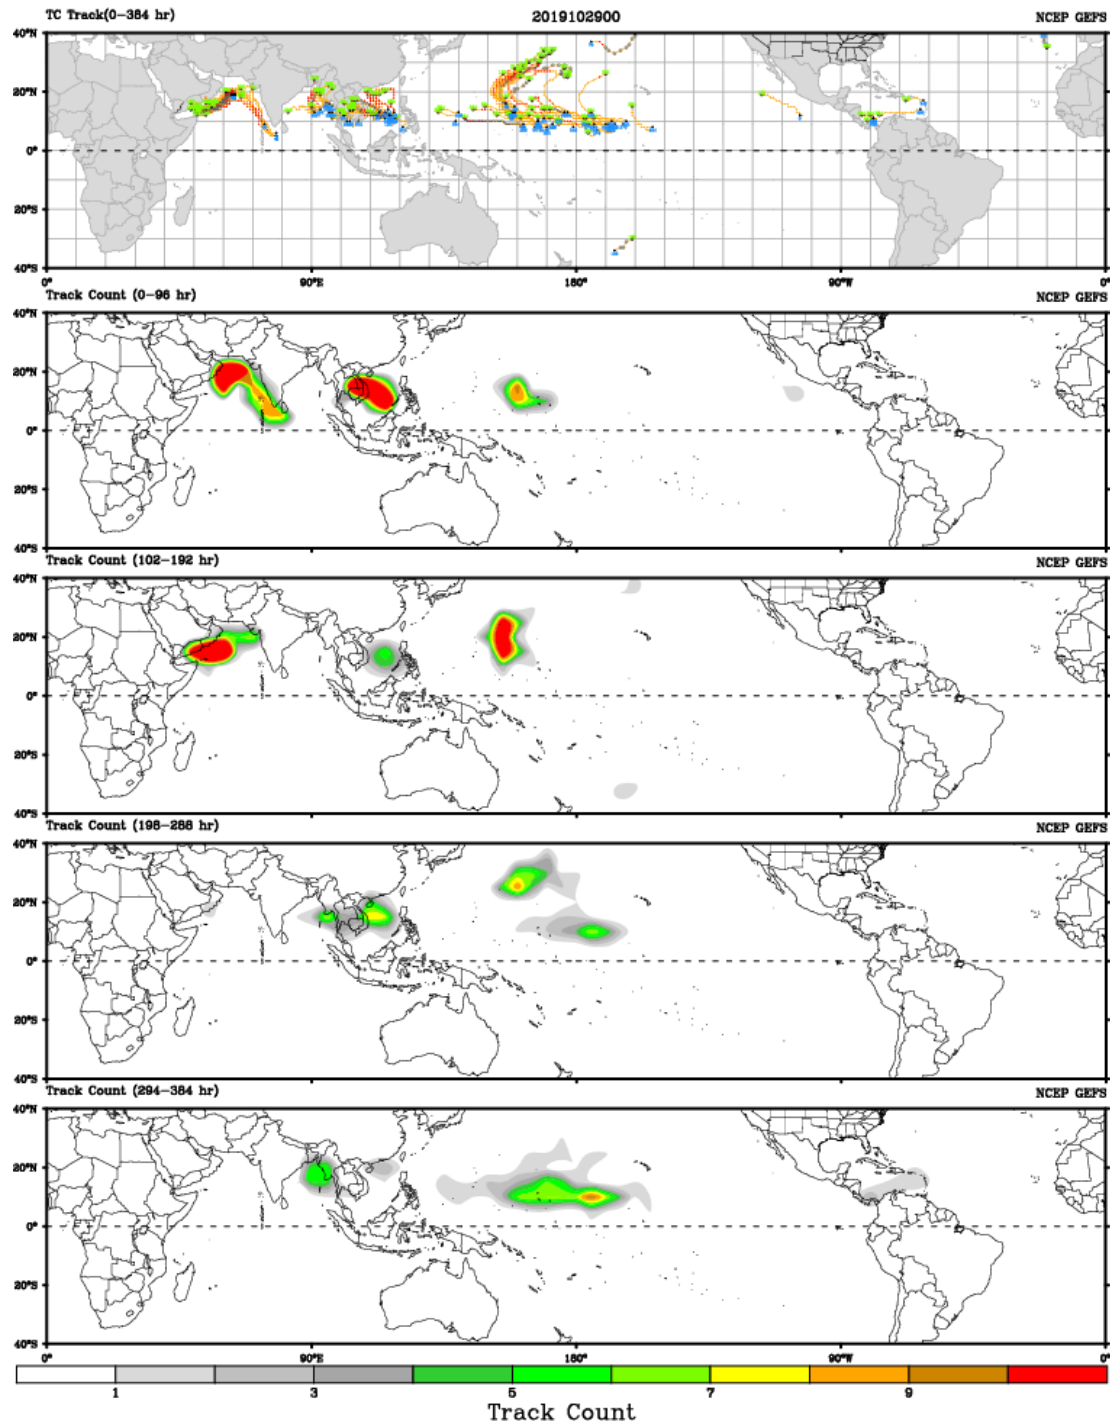 TC Track(0-384 hr) 2019102900 NCEP GEFS
40°N
20°N
0°
20°S
40°S
0° 90°E 180° 90°W 0°
Track Count (0-96 hr) NCEP GEFS
40°N
20°N
0°
20°S
40°S
Track Count (102-192 hr) NCEP GEFS
40°N
20°N
0°
20°S
40°S
Track Count (198-288 hr) NCEP GEFS
40°N
20°N
0°
20°S
40°S
Track Count (294-384 hr) NCEP GEFS
40°N
20°N
0°
20°S
40°S
0° 90°E 180° 90°W 0°
1 3 5 7 9
Track Count